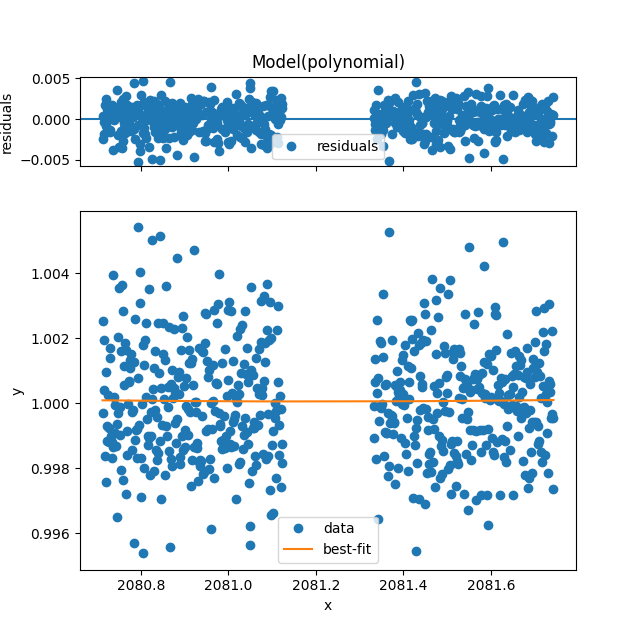 Model(polynomial)
0.005
0.000
−0.005
residuals
residuals
1.004
1.002
1.000
0.998
0.996
y
data
best-fit
2080.8 2081.0 2081.2 2081.4 2081.6
x